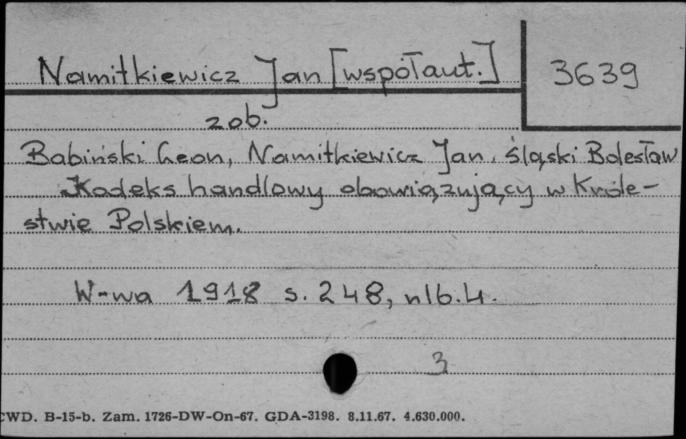 Namitkiewicz Jan [współaut.]
3639
zob.
Babiński Leon, Namitkiewicz Jan, Śląski Bolesław
Kodeks handlowy obowiązujący w Króle-
stwie Polskiem.
W-wa 1918 s. 248, nlb. 4.
3
CWD. B-15-b. Zam. 1726-DW-On-67. GDA-3198. 8.11.67. 4.630.000.